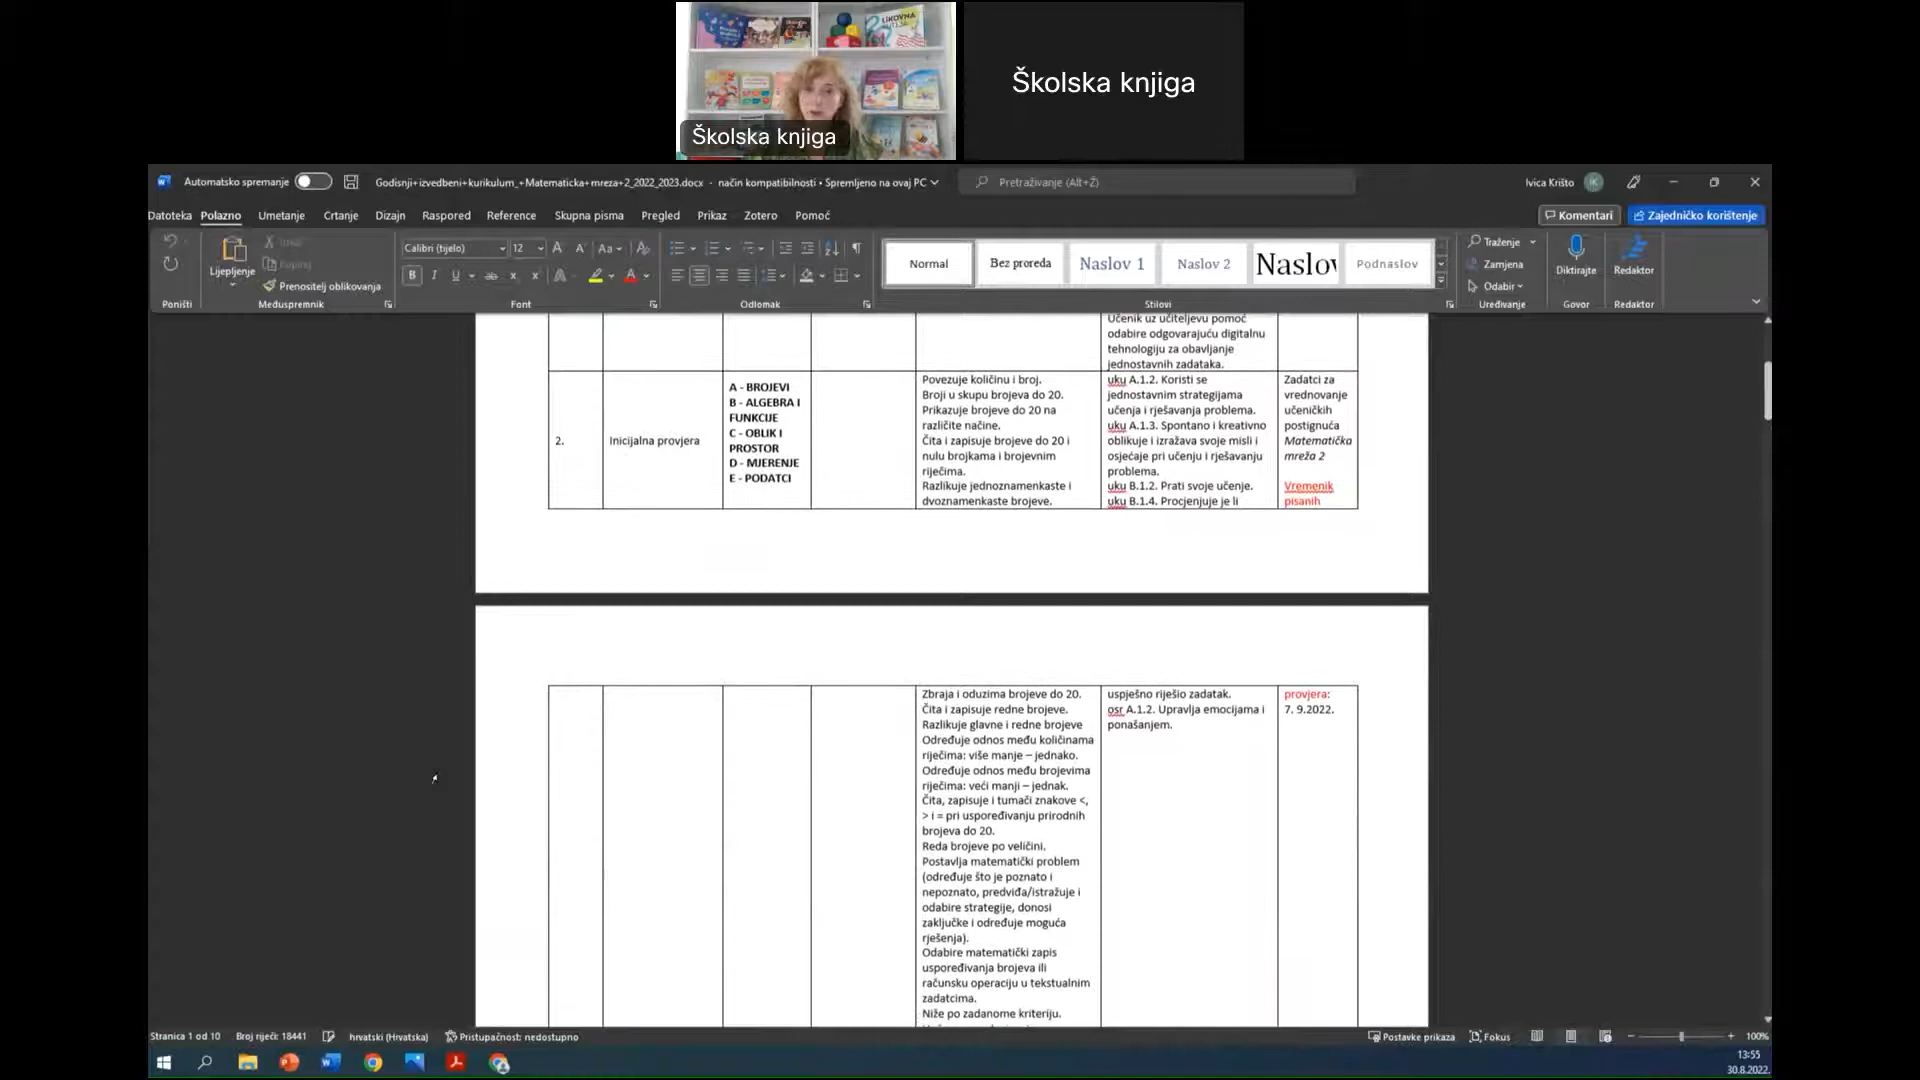 LIKOVNA
Školska knjiga
Školska knjiga
Automatsko spremanje
Godisnji+izvedbeni+kurikulum_+Matematicka+mreza+2_2022_2023.docx - način kompatibilnosti • Spremljeno na ovaj PC
Pretraživanje (Alt+Ž)
Ivica Krišto
IK
Datoteka Polazno Umetanje Crtanje Dizajn Raspored Reference Skupna pisma Pregled Prikaz Zotero Pomoć
Komentari
Zajedničko korištenje
Lijepljenje
Kopiraj
Prenositelj oblikovanja
Calibri (tijelo) 12
Normal
Bez proreda
Naslov 1
Naslov 2
Naslov
Podnaslov
Traženje
Zamjena
Odabir
Diktirajte
Redaktor
Poništi
Međuspremnik
Font
Odlomak
Stilovi
Uređivanje
Govor
Redaktor
Učenik uz učiteljevu pomoć
odabire odgovarajuću digitalnu
tehnologiju za obavljanje
jednostavnih zadataka.
2.
Inicijalna provjera
A - BROJEVI
B - ALGEBRA I
FUNKCIJE
C - OBLIK I
PROSTOR
D - MJERENJE
E - PODATCI
Povezuje količinu i broj.
Broji u skupu brojeva do 20.
Prikazuje brojeve do 20 na
različite načine.
Čita i zapisuje brojeve do 20 i
nulu brojkama i brojevnim
riječima.
Razlikuje jednoznamenkaste i
dvoznamenkaste brojeve.
uku A.1.2. Koristi se
jednostavnim strategijama
učenja i rješavanja problema.
uku A.1.3. Spontano i kreativno
oblikuje i izražava svoje misli i
osjećaje pri učenju i rješavanju
problema.
uku B.1.2. Prati svoje učenje.
uku B.1.4. Procjenjuje je li
Zadatci za
vrednovanje
učeničkih
postignuća
Matematička
mreža 2
Vremenik
pisanih
Zbraja i oduzima brojeve do 20.
Čita i zapisuje redne brojeve.
Razlikuje glavne i redne brojeve
Određuje odnos među količinama
riječima: više manje – jednako.
Određuje odnos među brojevima
riječima: veći manji – jednak.
Čita, zapisuje i tumači znakove <,
> i = pri uspoređivanju prirodnih
brojeva do 20.
Reda brojeve po veličini.
Postavlja matematički problem
(određuje što je poznato i
nepoznato, predviđa/istražuje i
odabire strategije, donosi
zaključke i određuje moguća
rješenja).
Odabire matematički zapis
uspoređivanja brojeva ili
računsku operaciju u tekstualnim
zadatcima.
Niže po zadanome kriteriju.
uspješno riješio zadatak.
osr A.1.2. Upravlja emocijama i
ponašanjem.
provjera:
7. 9.2022.
Stranica 1 od 10 Broj riječi: 18441 hrvatski (Hrvatska) Pristupačnost: nedostupno
Postavke prikaza Fokus 100%
13:55
30.8.2022.